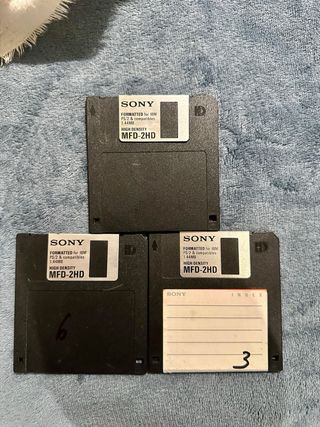 SONY
FORMATTED for IBM
PS/2 & compatibles
1.44MB
HIGH DENSITY
MFD-2HD
SONY
FORMATTED for IBM
PS/2 & compatibles
1.44MB
HIGH DENSITY
MFD-2HD
6
SONY
FORMATTED for IBM
PS/2 & compatibles
1.44MB
HIGH DENSITY
MFD-2HD
SONY
3